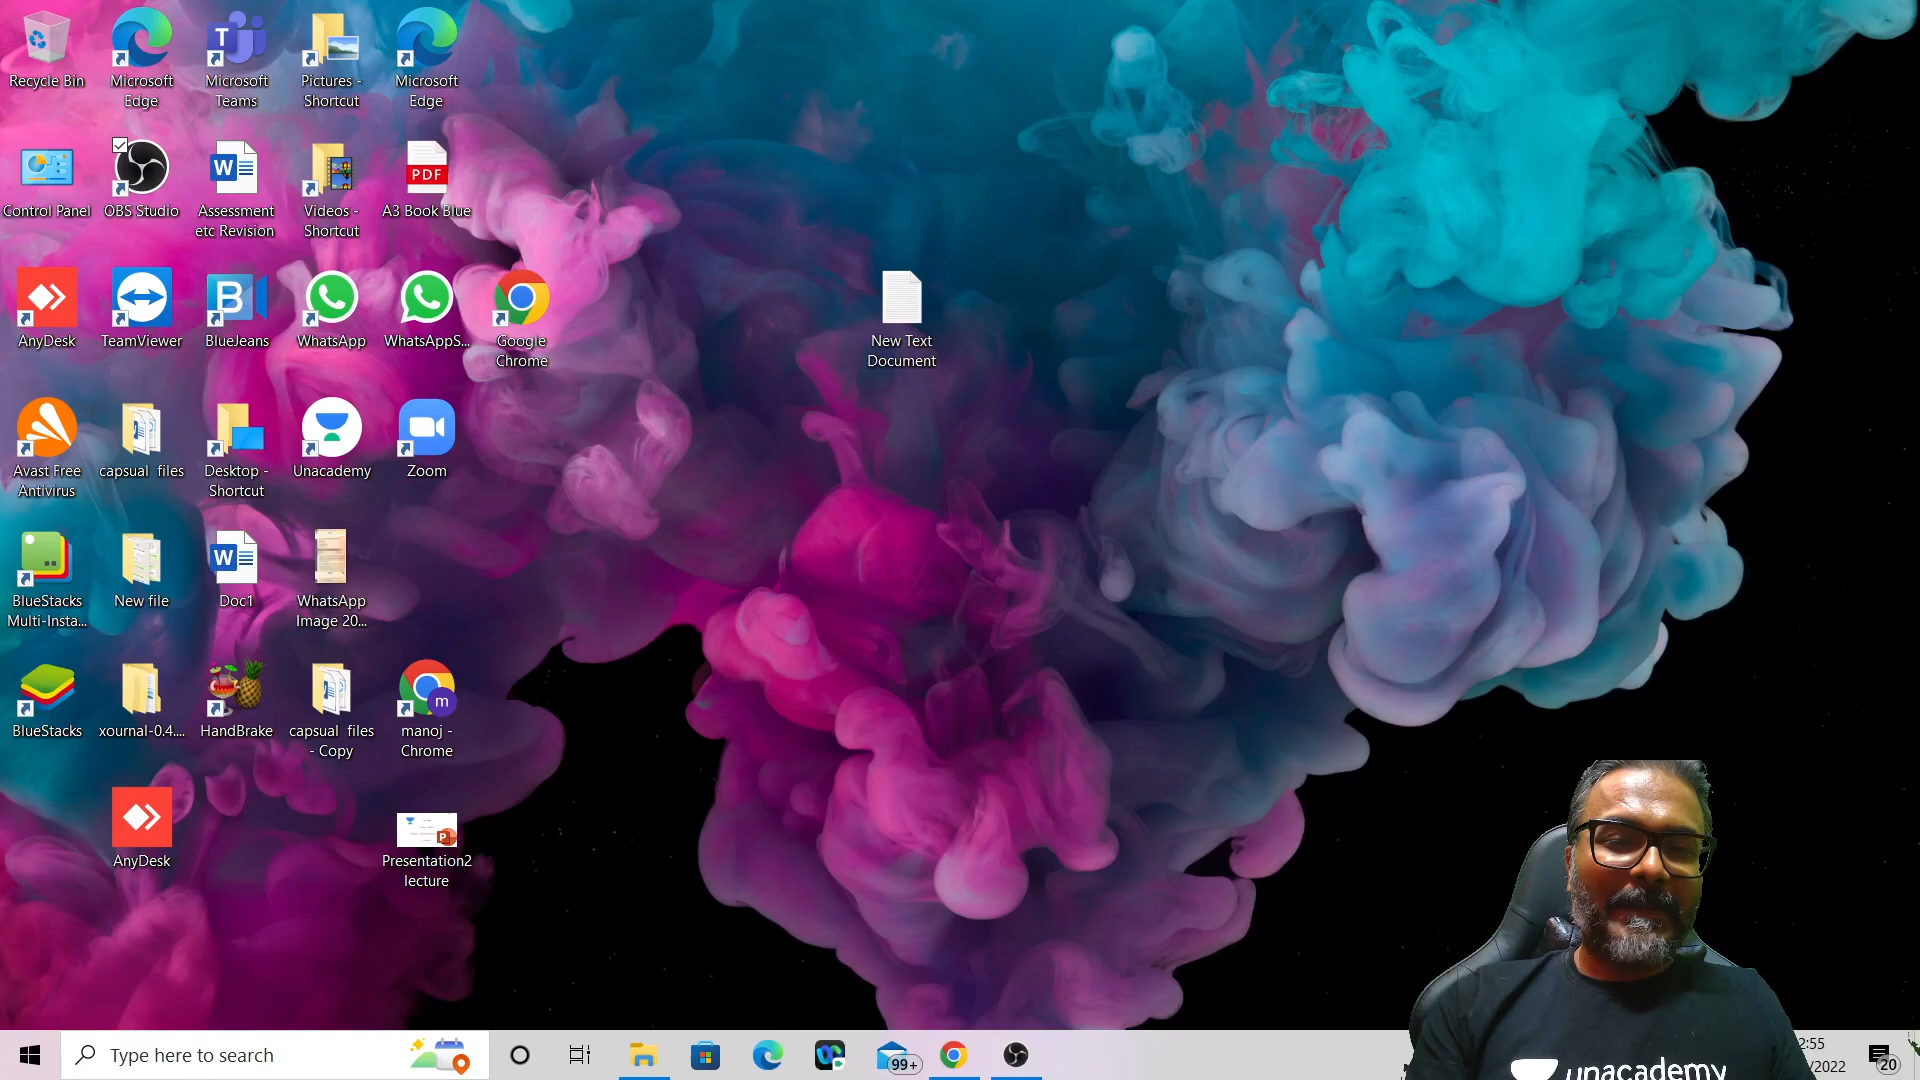 Recycle Bin
Microsoft
Edge
T
Microsoft
Teams
Pictures -
Shortcut
Microsoft
Edge
Control Panel
OBS Studio
W
Assessment
etc Revision
Videos -
Shortcut
PDF
A3 Book Blue
AnyDesk
TeamViewer
B
BlueJeans
WhatsApp
WhatsAppS...
Google
Chrome
New Text
Document
Avast Free
Antivirus
capsual files
Desktop -
Shortcut
Unacademy
Zoom
BlueStacks
Multi-Insta...
New file
W
Doc1
WhatsApp
Image 20...
BlueStacks
xournal-0.4....
HandBrake
capsual files
- Copy
m
manoj -
Chrome
AnyDesk
P
Presentation2
lecture
Type here to search
99+
2:55
/2022
20
unacademy